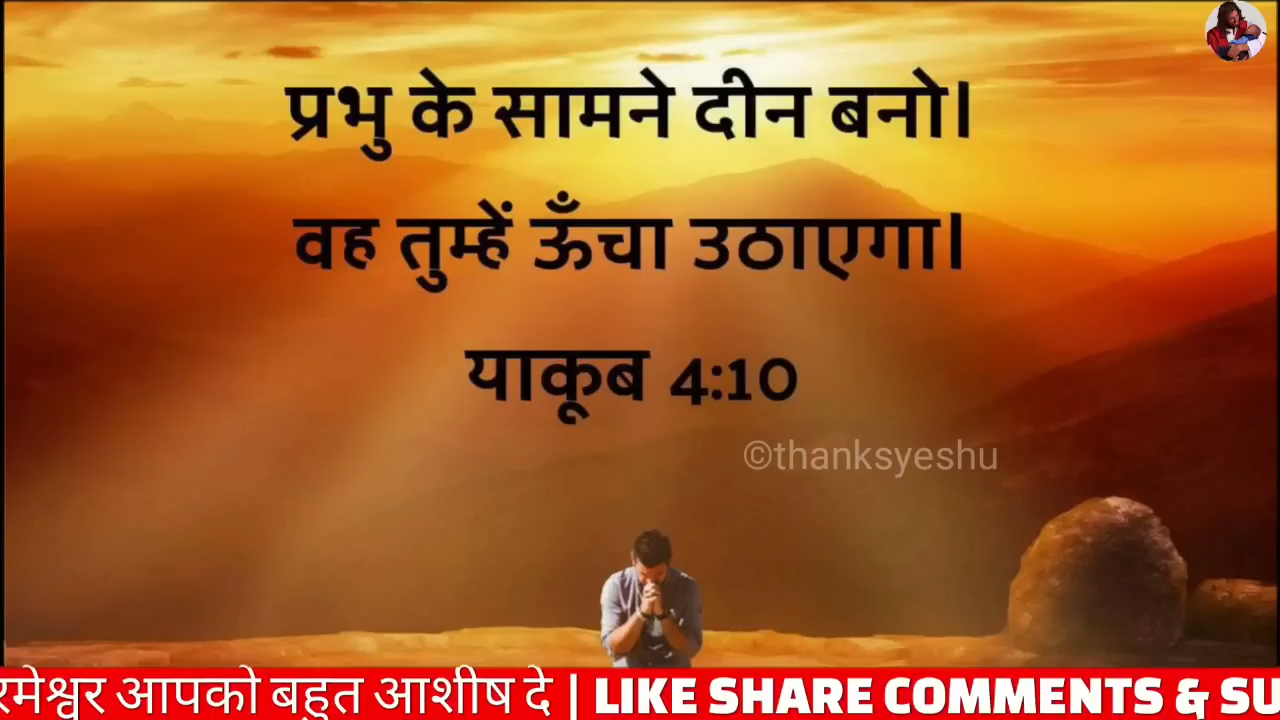 प्रभु के सामने दीन बनो।
वह तुम्हें ऊँचा उठाएगा।
याकूब 4:10
©thanksyeshu
रमेश्वर आपको बहुत आशीष दे | LIKE SHARE COMMENTS & SU